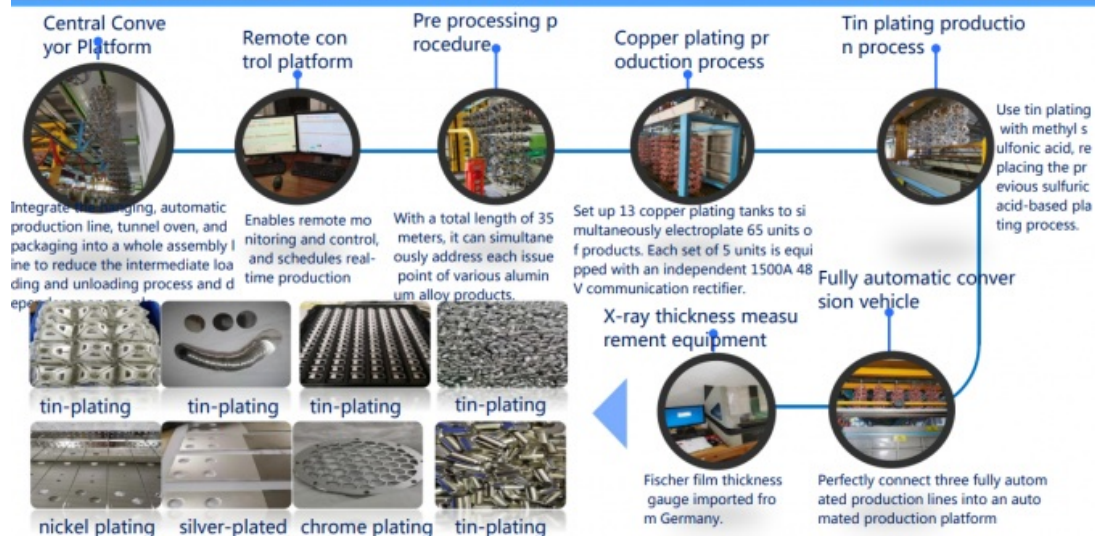 Central Conve
yor Platform
Remote con
trol platform
Pre processing p
rocedure
Copper plating pr
oduction process
Tin plating productio
n process
Integrate the hanging, automatic
production line, tunnel oven, and
packaging into a whole assembly l
ine to reduce the intermediate loa
ding and unloading process and d
Enables remote mo
nitoring and control,
and schedules real-
time production
With a total length of 35
meters, it can simultane
ously address each issue
point of various alumin
um alloy products.
Set up 13 copper plating tanks to si
multaneously electroplate 65 units o
f products. Each set of 5 units is equi
pped with an independent 1500A 48
V communication rectifier.
Use tin plating
with methyl s
ulfonic acid, re
placing the pr
evious sulfuric
acid-based pla
ting process.
Fully automatic conver
sion vehicle
Perfectly connect three fully autom
ated production lines into an auto
mated production platform
X-ray thickness measu
rement equipment
Fischer film thickness
gauge imported fro
m Germany.
tin-plating
tin-plating
tin-plating
tin-plating
nickel plating
silver-plated
chrome plating
tin-plating